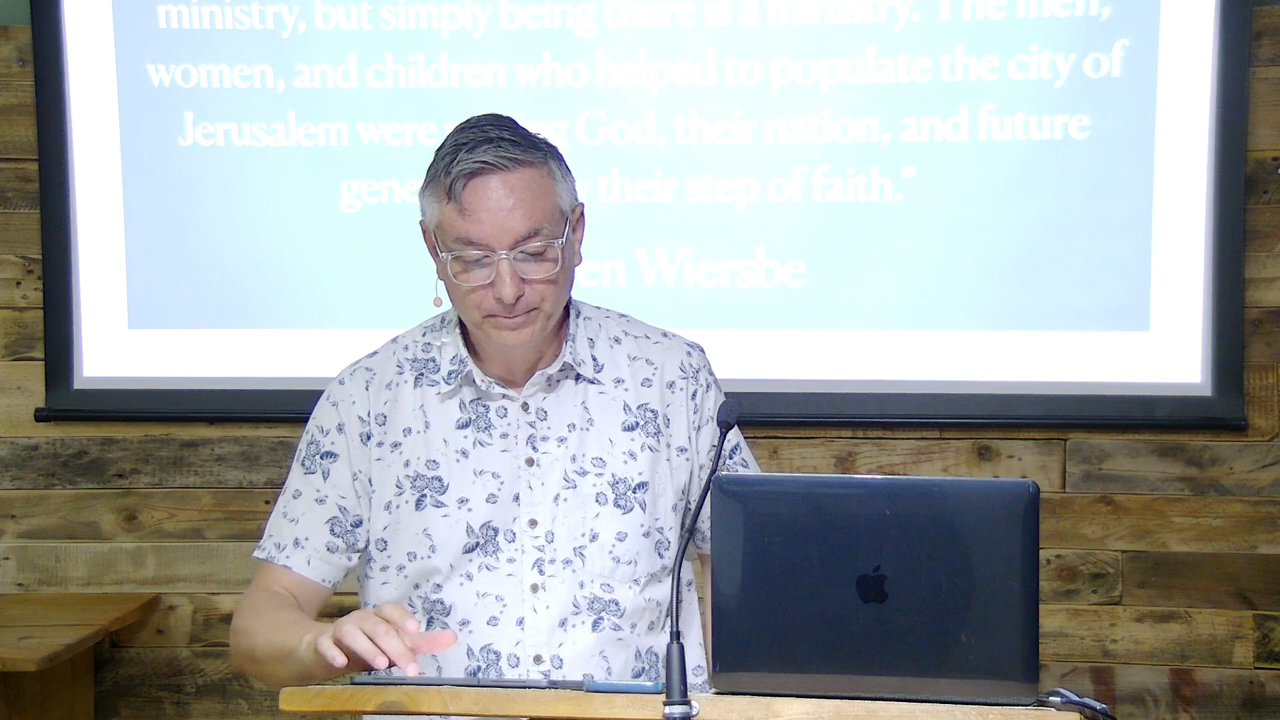 ministry, but simply being there is a ministry. The men,
women, and children who helped to populate the city of
Jerusalem were God, their nation, and future
their step of faith."
Wiersbe